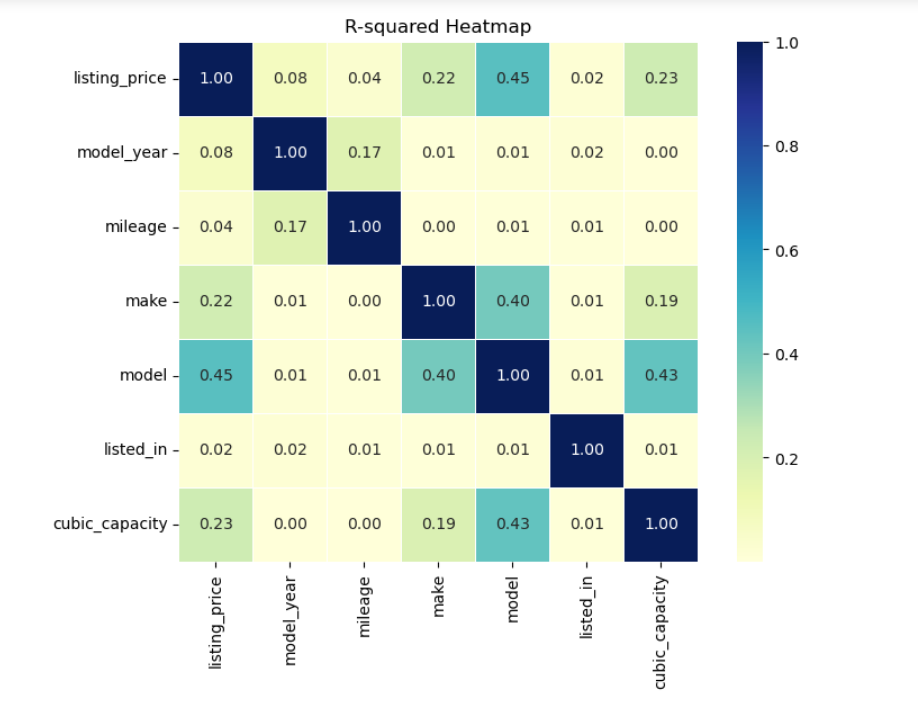 R-squared Heatmap
listing_price 1.00 0.08 0.04 0.22 0.45 0.02 0.23
model_year 0.08 1.00 0.17 0.01 0.01 0.02 0.00
mileage 0.04 0.17 1.00 0.00 0.01 0.01 0.00
make 0.22 0.01 0.00 1.00 0.40 0.01 0.19
model 0.45 0.01 0.01 0.40 1.00 0.01 0.43
listed_in 0.02 0.02 0.01 0.01 0.01 1.00 0.01
cubic_capacity 0.23 0.00 0.00 0.19 0.43 0.01 1.00
listing_price
model_year
mileage
make
model
listed_in
cubic_capacity
1.0
0.8
0.6
0.4
0.2